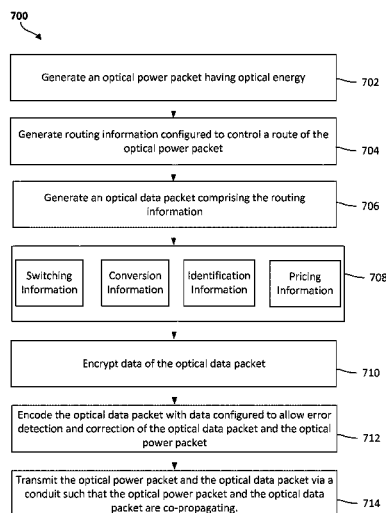 700
Generate an optical power packet having optical energy
702
Generate routing information configured to control a route of the
optical power packet
704
Generate an optical data packet comprising the routing
information
706
Switching
Information
Conversion
Information
Identification
Information
Pricing
Information
708
Encrypt data of the optical data packet
710
Encode the optical data packet with data configured to allow error
detection and correction of the optical data packet and the optical
power packet
712
Transmit the optical power packet and the optical data packet via a
conduit such that the optical power packet and the optical data
packet are co-propagating.
714